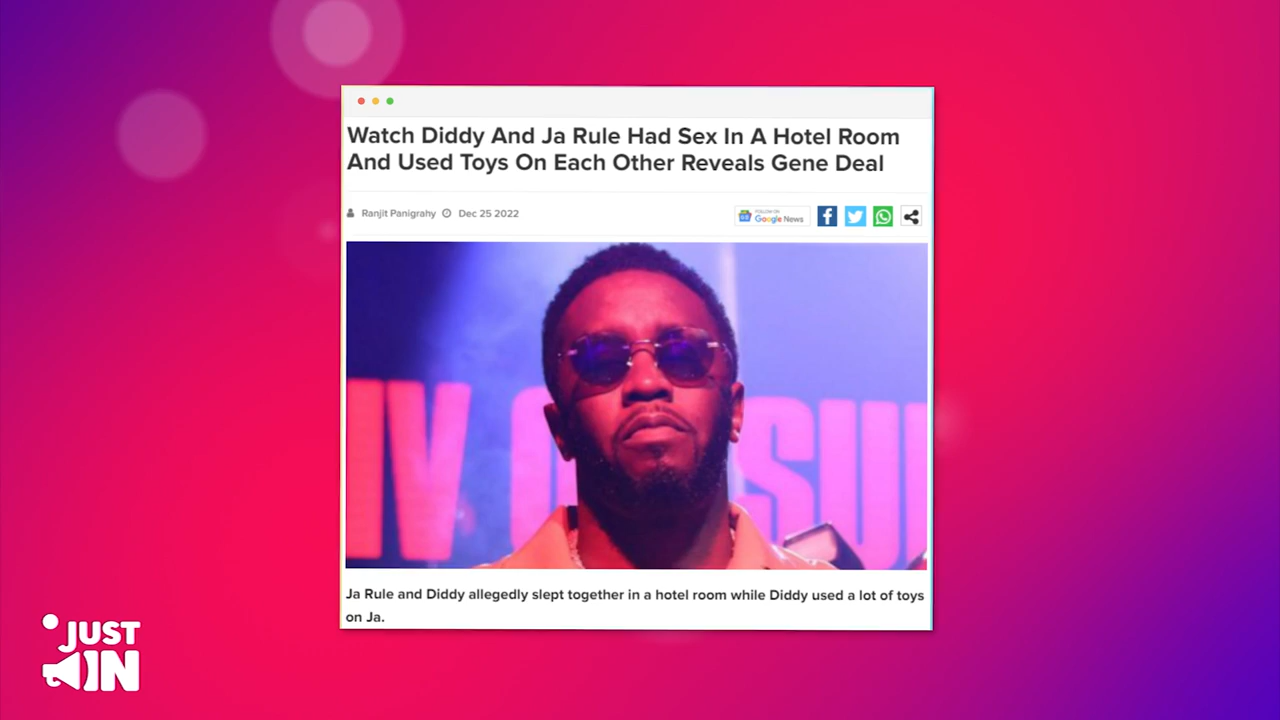 Watch Diddy And Ja Rule Had Sex In A Hotel Room
And Used Toys On Each Other Reveals Gene Deal
Ranjit Panigrahy Dec 25 2022
FOLLOW ON
Google News
Ja Rule and Diddy allegedly slept together in a hotel room while Diddy used a lot of toys
on Ja.
JUST
IN